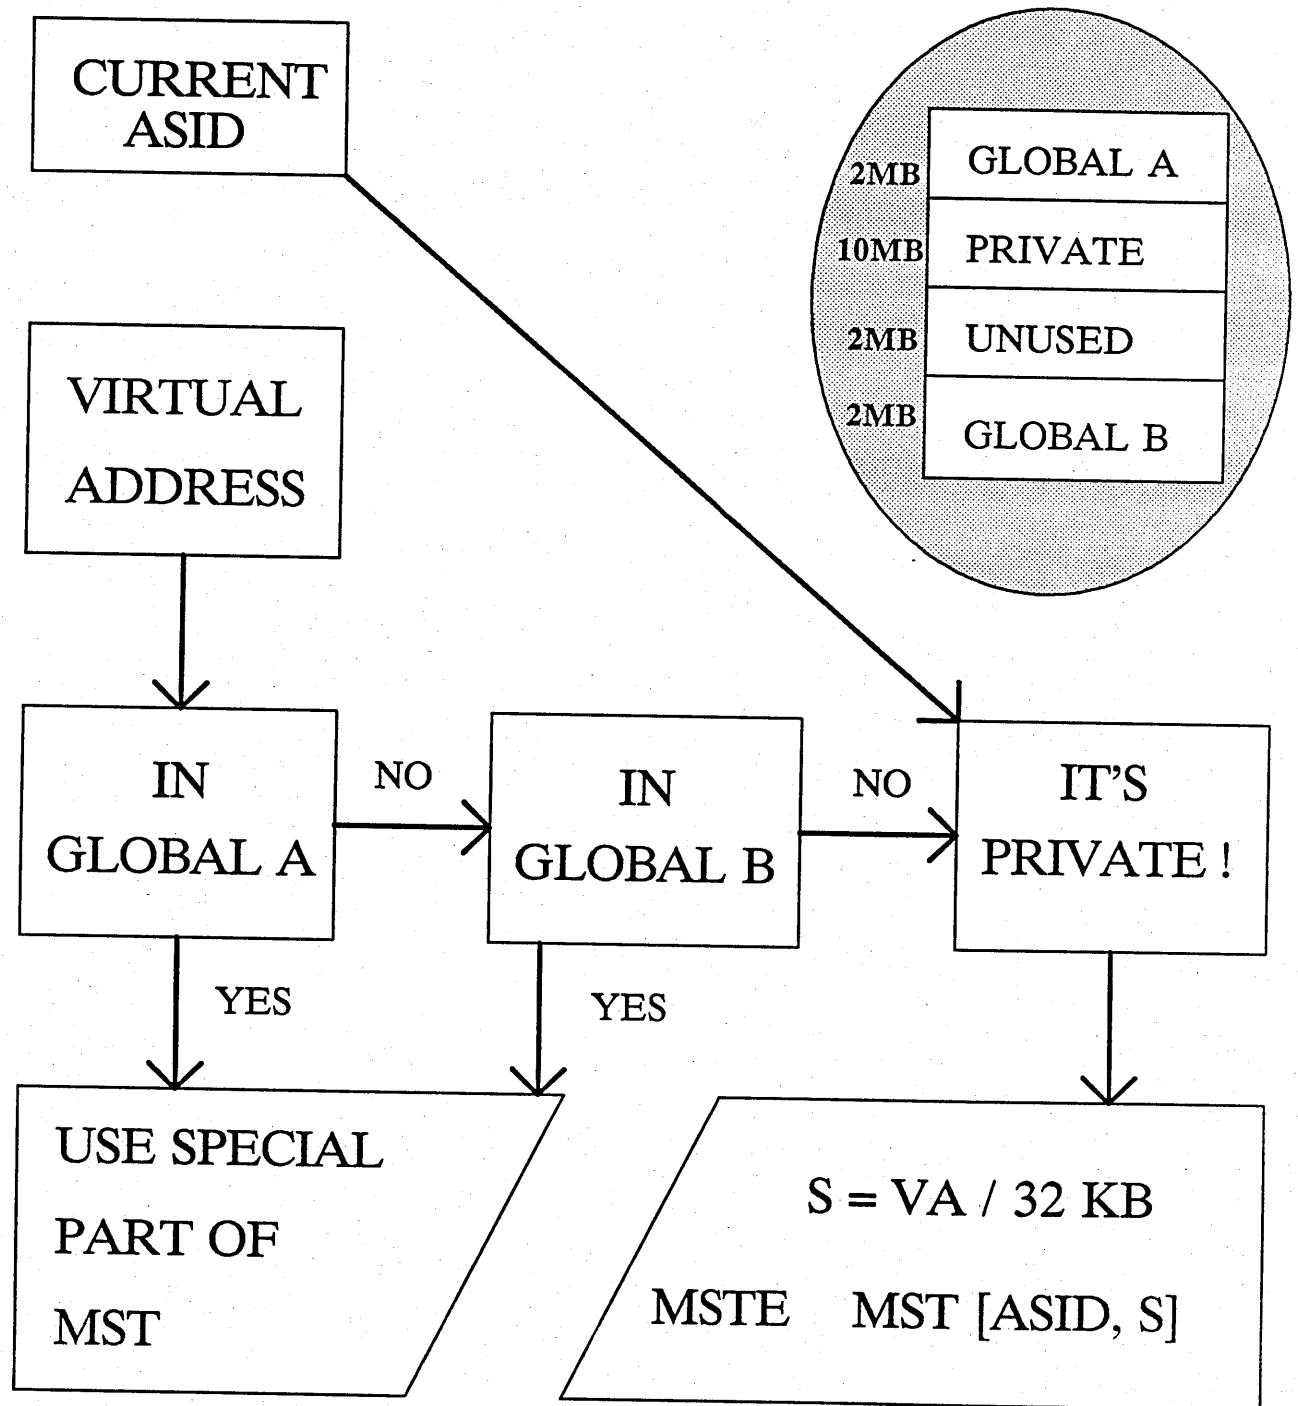 CURRENT
ASID
2MB GLOBAL A
10MB PRIVATE
2MB UNUSED
2MB GLOBAL B
VIRTUAL
ADDRESS
IN
GLOBAL A
NO
IN
GLOBAL B
NO
IT'S
PRIVATE !
YES
YES
USE SPECIAL
PART OF
MST
S = VA / 32 KB
MSTE MST [ASID, S]